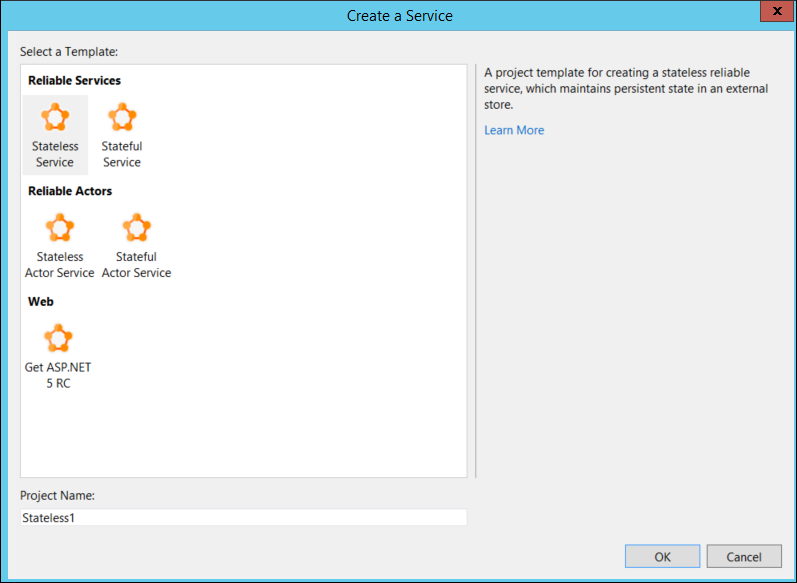 Create a Service
x
Select a Template:
Reliable Services
Stateless
Service
Stateful
Service
Reliable Actors
Stateless
Actor Service
Stateful
Actor Service
Web
Get ASP.NET
5 RC
A project template for creating a stateless reliable
service, which maintains persistent state in an external
store.
Learn More
Project Name:
Stateless1
OK
Cancel